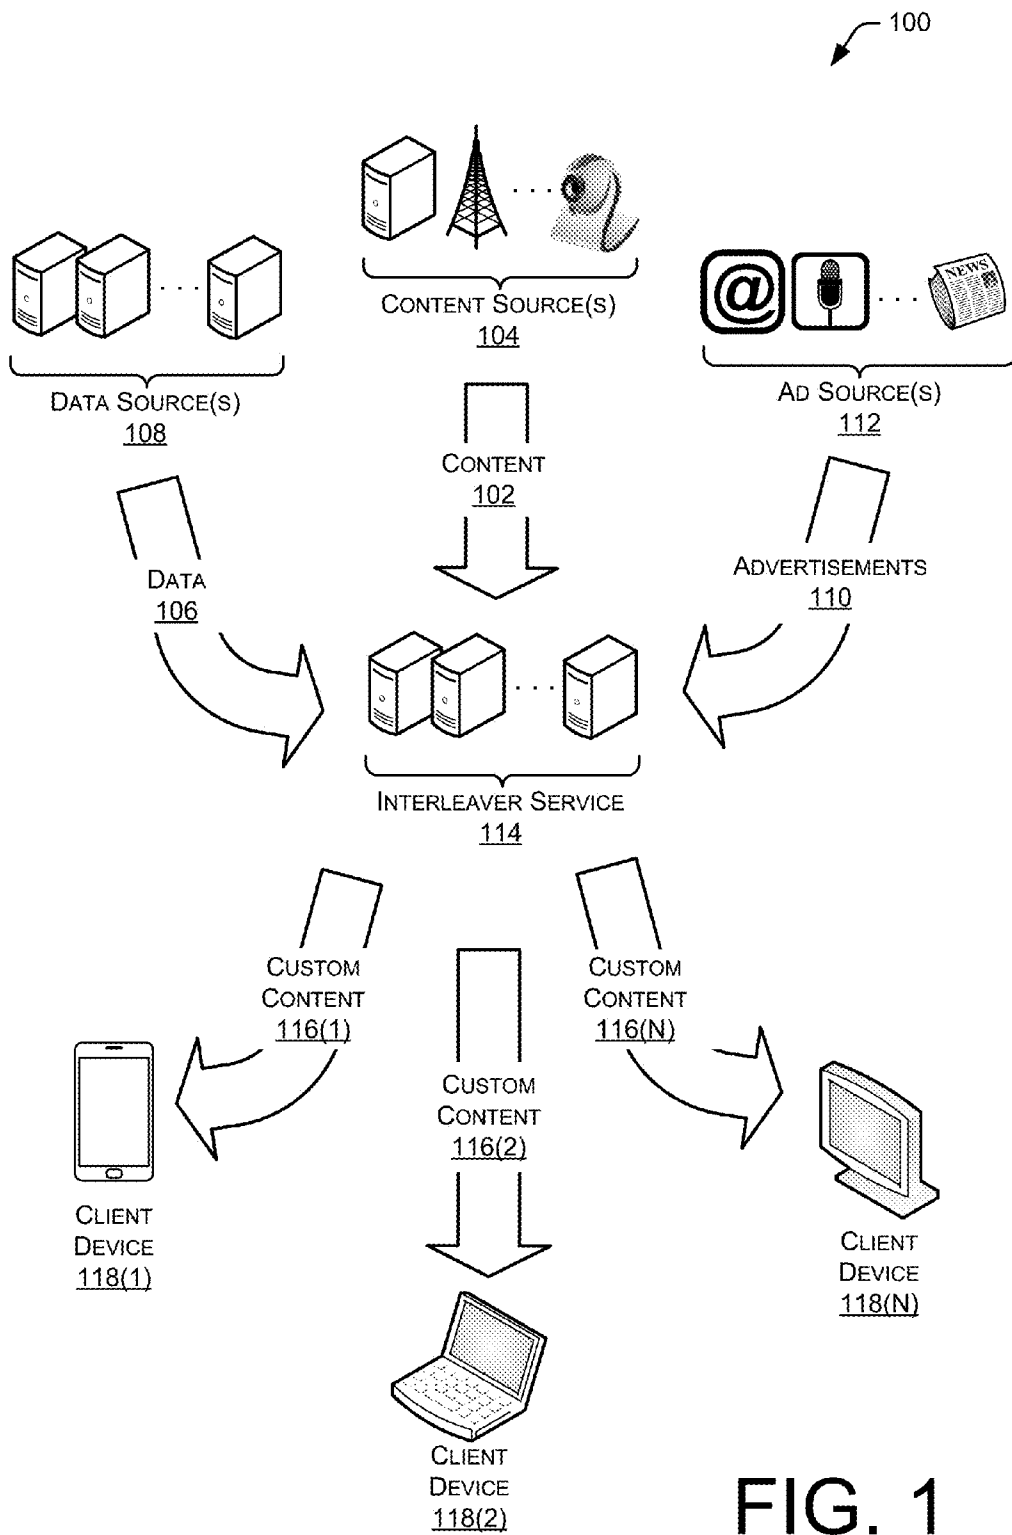 100
CONTENT SOURCE(S)
104
DATA SOURCE(S)
108
@
NEWS
AD SOURCE(S)
112
CONTENT
102
DATA
106
ADVERTISEMENTS
110
INTERLEAVER SERVICE
114
CUSTOM
CONTENT
116(1)
CUSTOM
CONTENT
116(2)
CUSTOM
CONTENT
116(N)
CLIENT
DEVICE
118(1)
CLIENT
DEVICE
118(2)
CLIENT
DEVICE
118(N)
FIG. 1